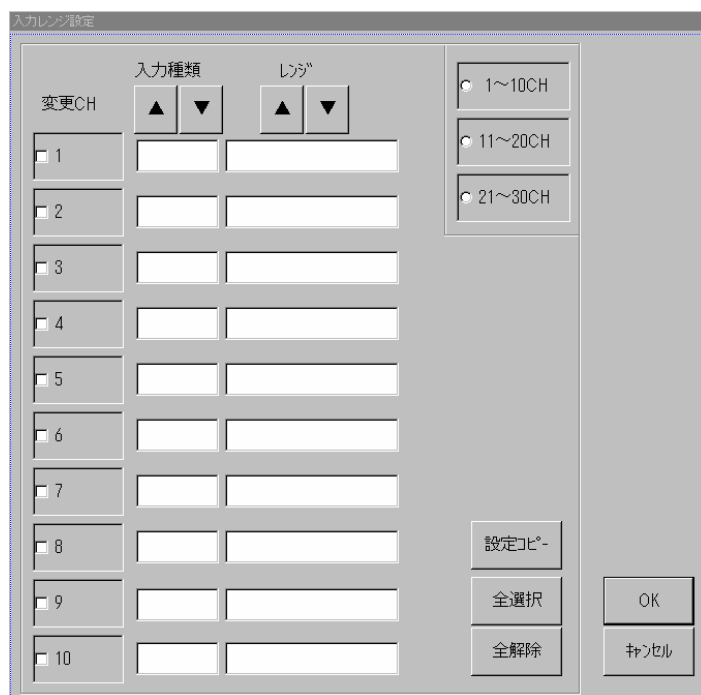 入力レンジ設定
入力種類
ﾚﾝｼﾞ
変更CH
▲
▼
▲
▼
1～10CH
11～20CH
21～30CH
1
2
3
4
5
6
7
8
9
10
設定ｺﾋﾟｰ
全選択
全解除
OK
ｷｬﾝｾﾙ